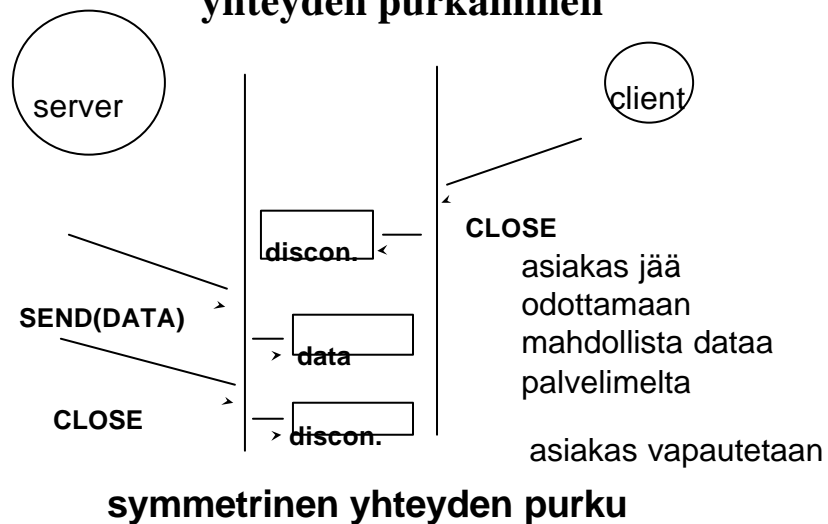 yhteyden purkaminen
server
client
CLOSE
discon.
asiakas jää
odottamaan
mahdollista dataa
palvelimelta
SEND(DATA)
data
CLOSE
discon.
asiakas vapautetaan
symmetrinen yhteyden purku